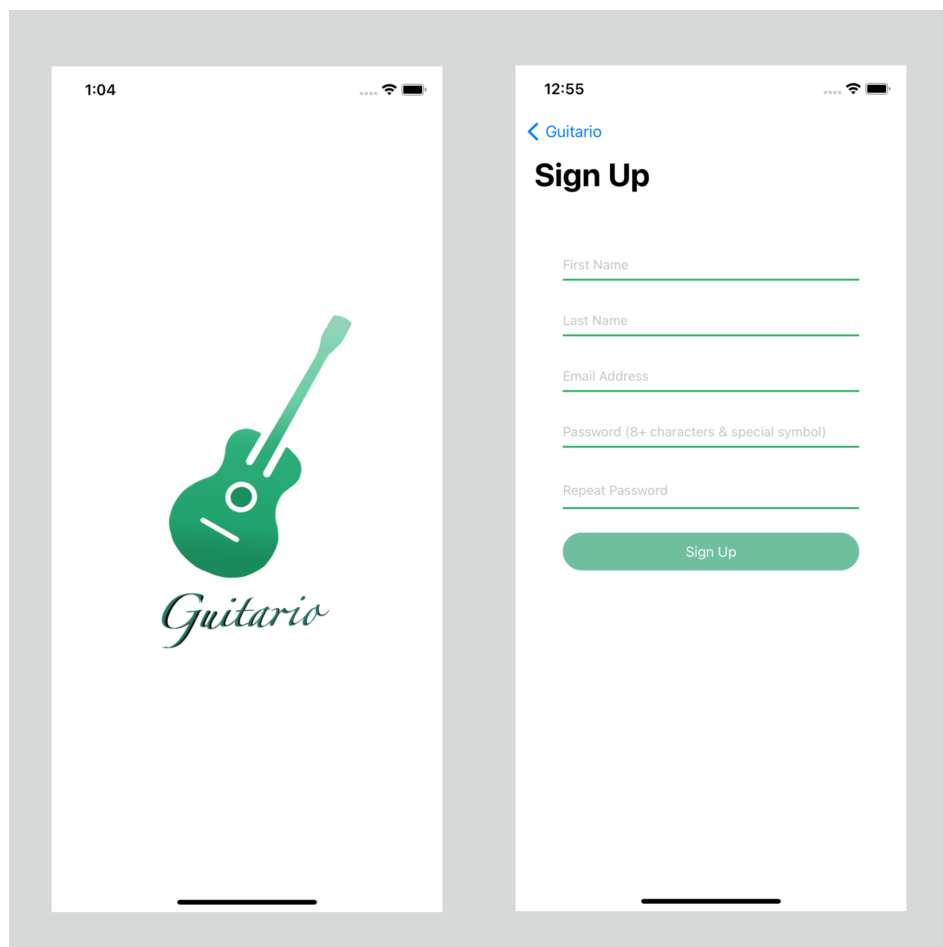 1:04
Guitario
12:55
Guitario
Sign Up
First Name
Last Name
Email Address
Password (8+ characters & special symbol)
Repeat Password
Sign Up